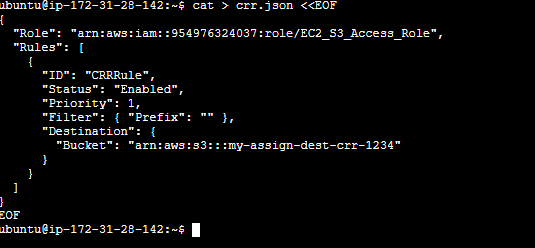 ubuntu@ip-172-31-28-142:~$ cat > crr.json <<EOF
{
  "Role": "arn:aws:iam::954976324037:role/EC2_S3_Access_Role",
  "Rules": [
    {
      "ID": "CRRRule",
      "Status": "Enabled",
      "Priority": 1,
      "Filter": { "Prefix": "" },
      "Destination": {
        "Bucket": "arn:aws:s3:::my-assign-dest-crr-1234"
      }
    }
  ]
}
EOF
ubuntu@ip-172-31-28-142:~$